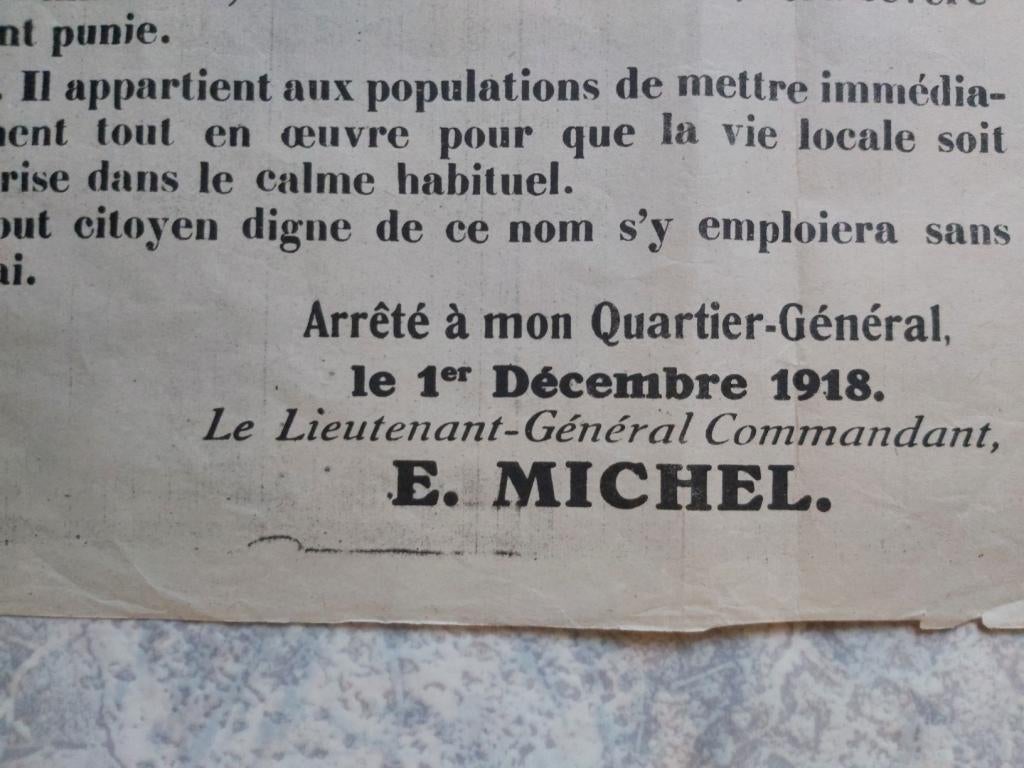 nt punie.
. Il appartient aux populations de mettre immédia-
ment tout en œuvre pour que la vie locale soit
rise dans le calme habituel.
out citoyen digne de ce nom s'y emploiera sans
ai.
Arrêté à mon Quartier-Général,
le 1er Décembre 1918.
Le Lieutenant-Général Commandant,
E. MICHEL.